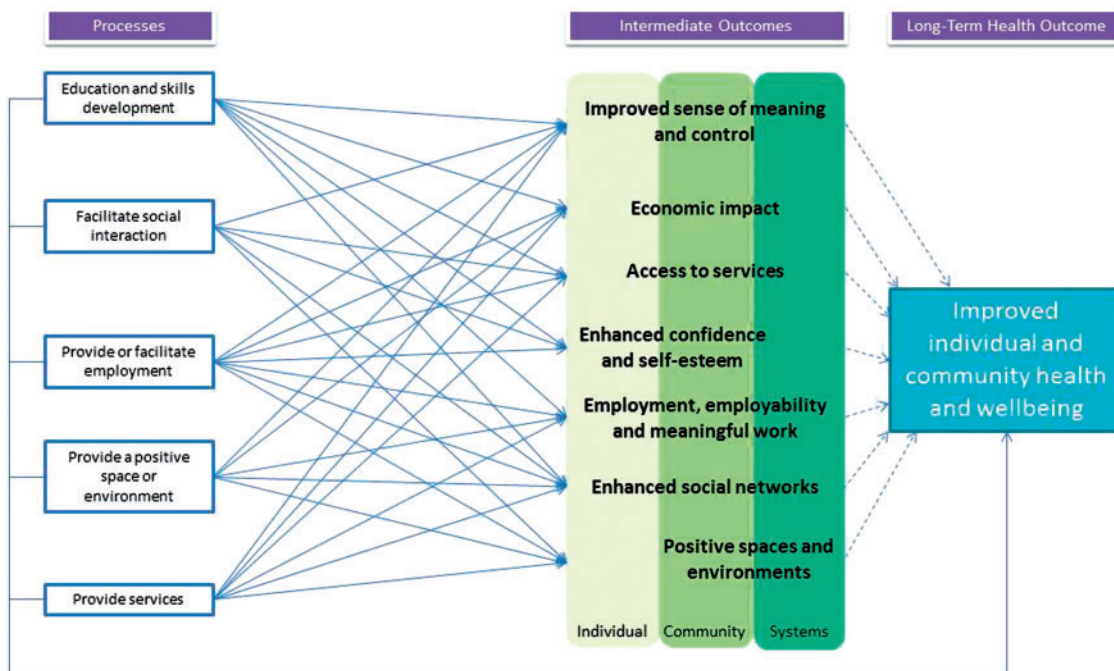 Processes
Intermediate Outcomes
Long-Term Health Outcome
Education and skills
development
Facilitate social
interaction
Provide or facilitate
employment
Provide a positive
space or
environment
Provide services
Improved sense of meaning
and control
Economic impact
Access to services
Enhanced confidence
and self-esteem
Employment, employability
and meaningful work
Enhanced social networks
Positive spaces and
environments
Individual
Community
Systems
Improved
individual and
community health
and wellbeing